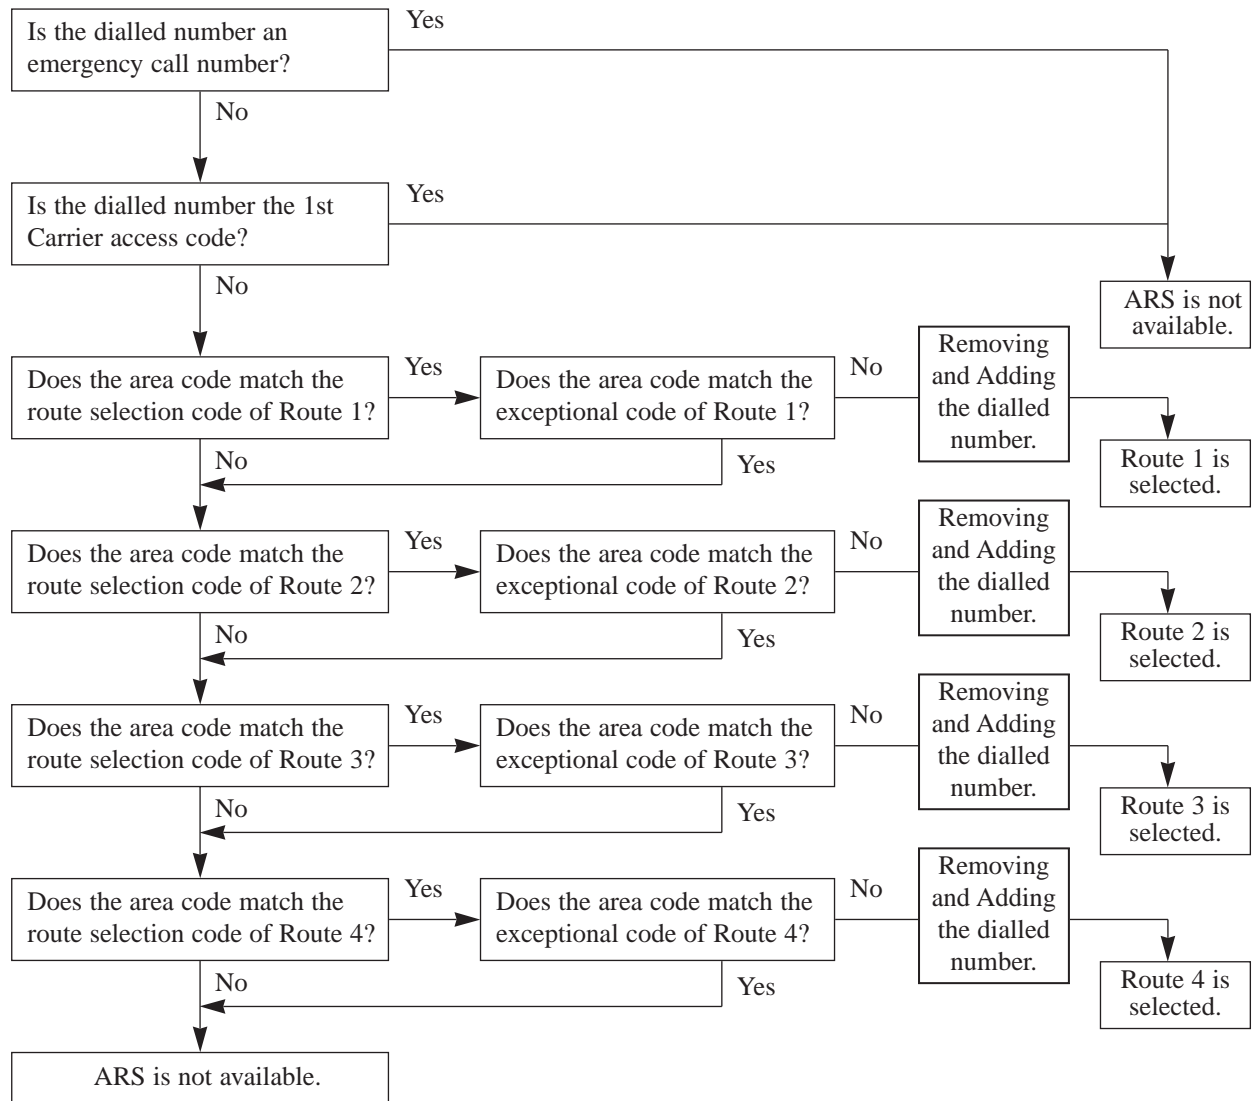 Is the dialled number an
emergency call number?
Yes
No
Is the dialled number the 1st
Carrier access code?
Yes
No
ARS is not
available.
Does the area code match the
route selection code of Route 1?
Yes
Does the area code match the
exceptional code of Route 1?
No
Removing
and Adding
the dialled
number.
Route 1 is
selected.
No
Yes
Does the area code match the
route selection code of Route 2?
Yes
Does the area code match the
exceptional code of Route 2?
No
Removing
and Adding
the dialled
number.
Route 2 is
selected.
No
Yes
Does the area code match the
route selection code of Route 3?
Yes
Does the area code match the
exceptional code of Route 3?
No
Removing
and Adding
the dialled
number.
Route 3 is
selected.
No
Yes
Does the area code match the
route selection code of Route 4?
Yes
Does the area code match the
exceptional code of Route 4?
No
Removing
and Adding
the dialled
number.
Route 4 is
selected.
No
Yes
ARS is not available.